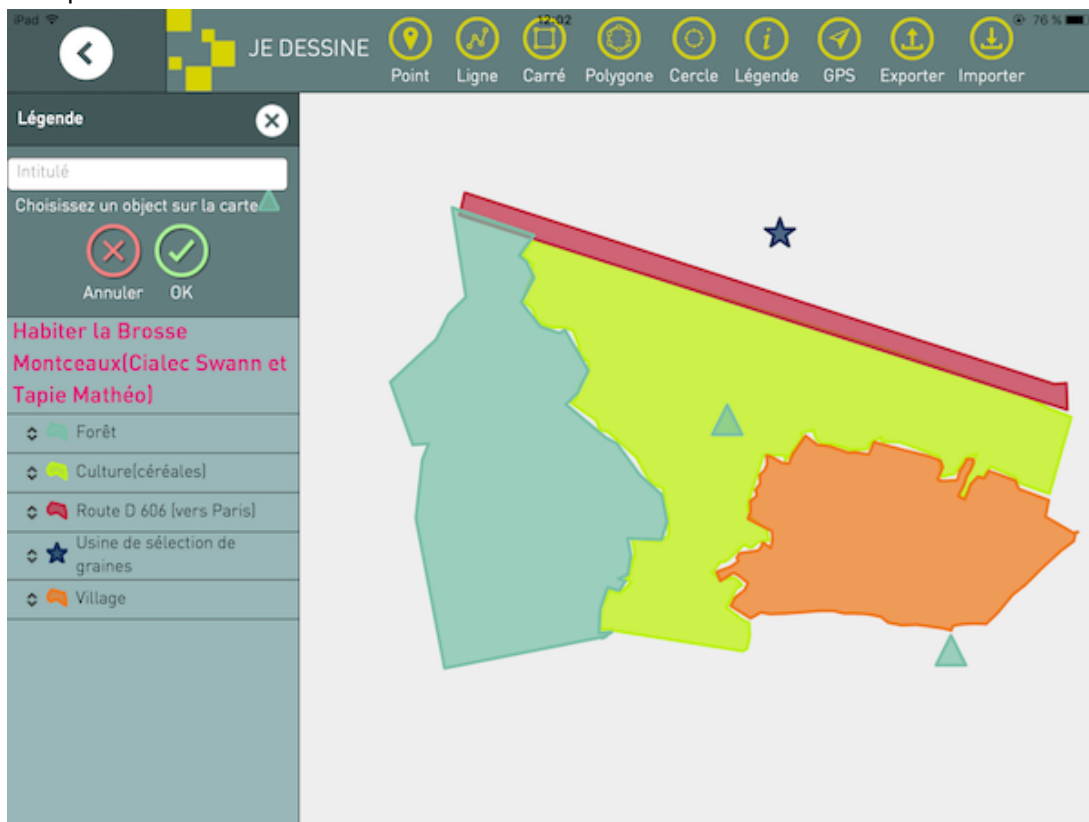 iPad 12:02 76 %
JE DESSINE
Point Ligne Carré Polygone Cercle Légende GPS Exporter Importer
Légende
Intitulé
Choisissez un object sur la carte
Annuler OK
Habiter la Brosse
Montceaux(Cialec Swann et
Tapie Mathéo)
Forêt
Culture(céréales)
Route D 606 (vers Paris)
Usine de sélection de
graines
Village